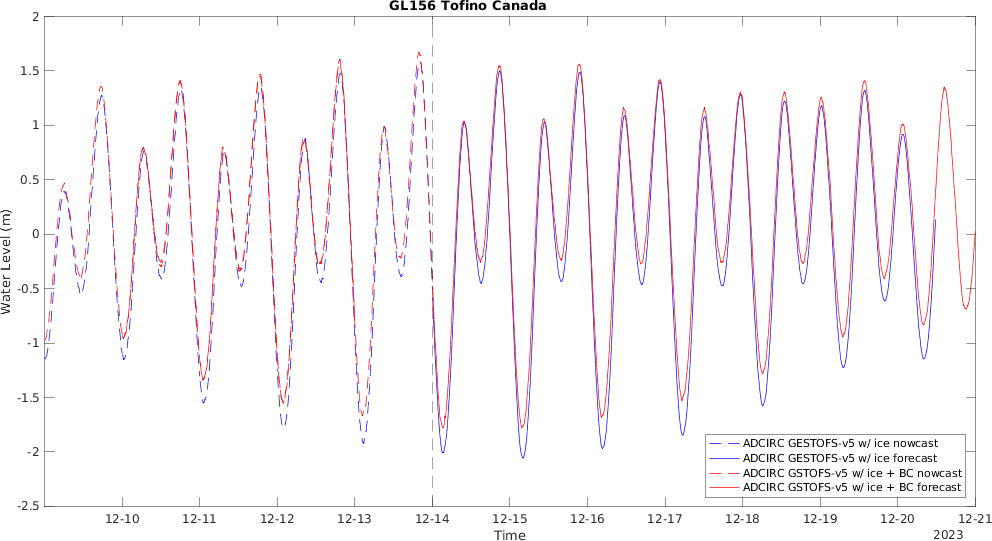 GL156 Tofino Canada
2
1.5
1
0.5
0
-0.5
-1
-1.5
-2
-2.5
Water Level (m)
12-10 12-11 12-12 12-13 12-14 12-15 12-16 12-17 12-18 12-19 12-20 12-21
Time
2023
ADCIRC GESTOFS-v5 w/ ice nowcast
ADCIRC GESTOFS-v5 w/ ice forecast
ADCIRC GSTOFS-v5 w/ ice + BC nowcast
ADCIRC GSTOFS-v5 w/ ice + BC forecast